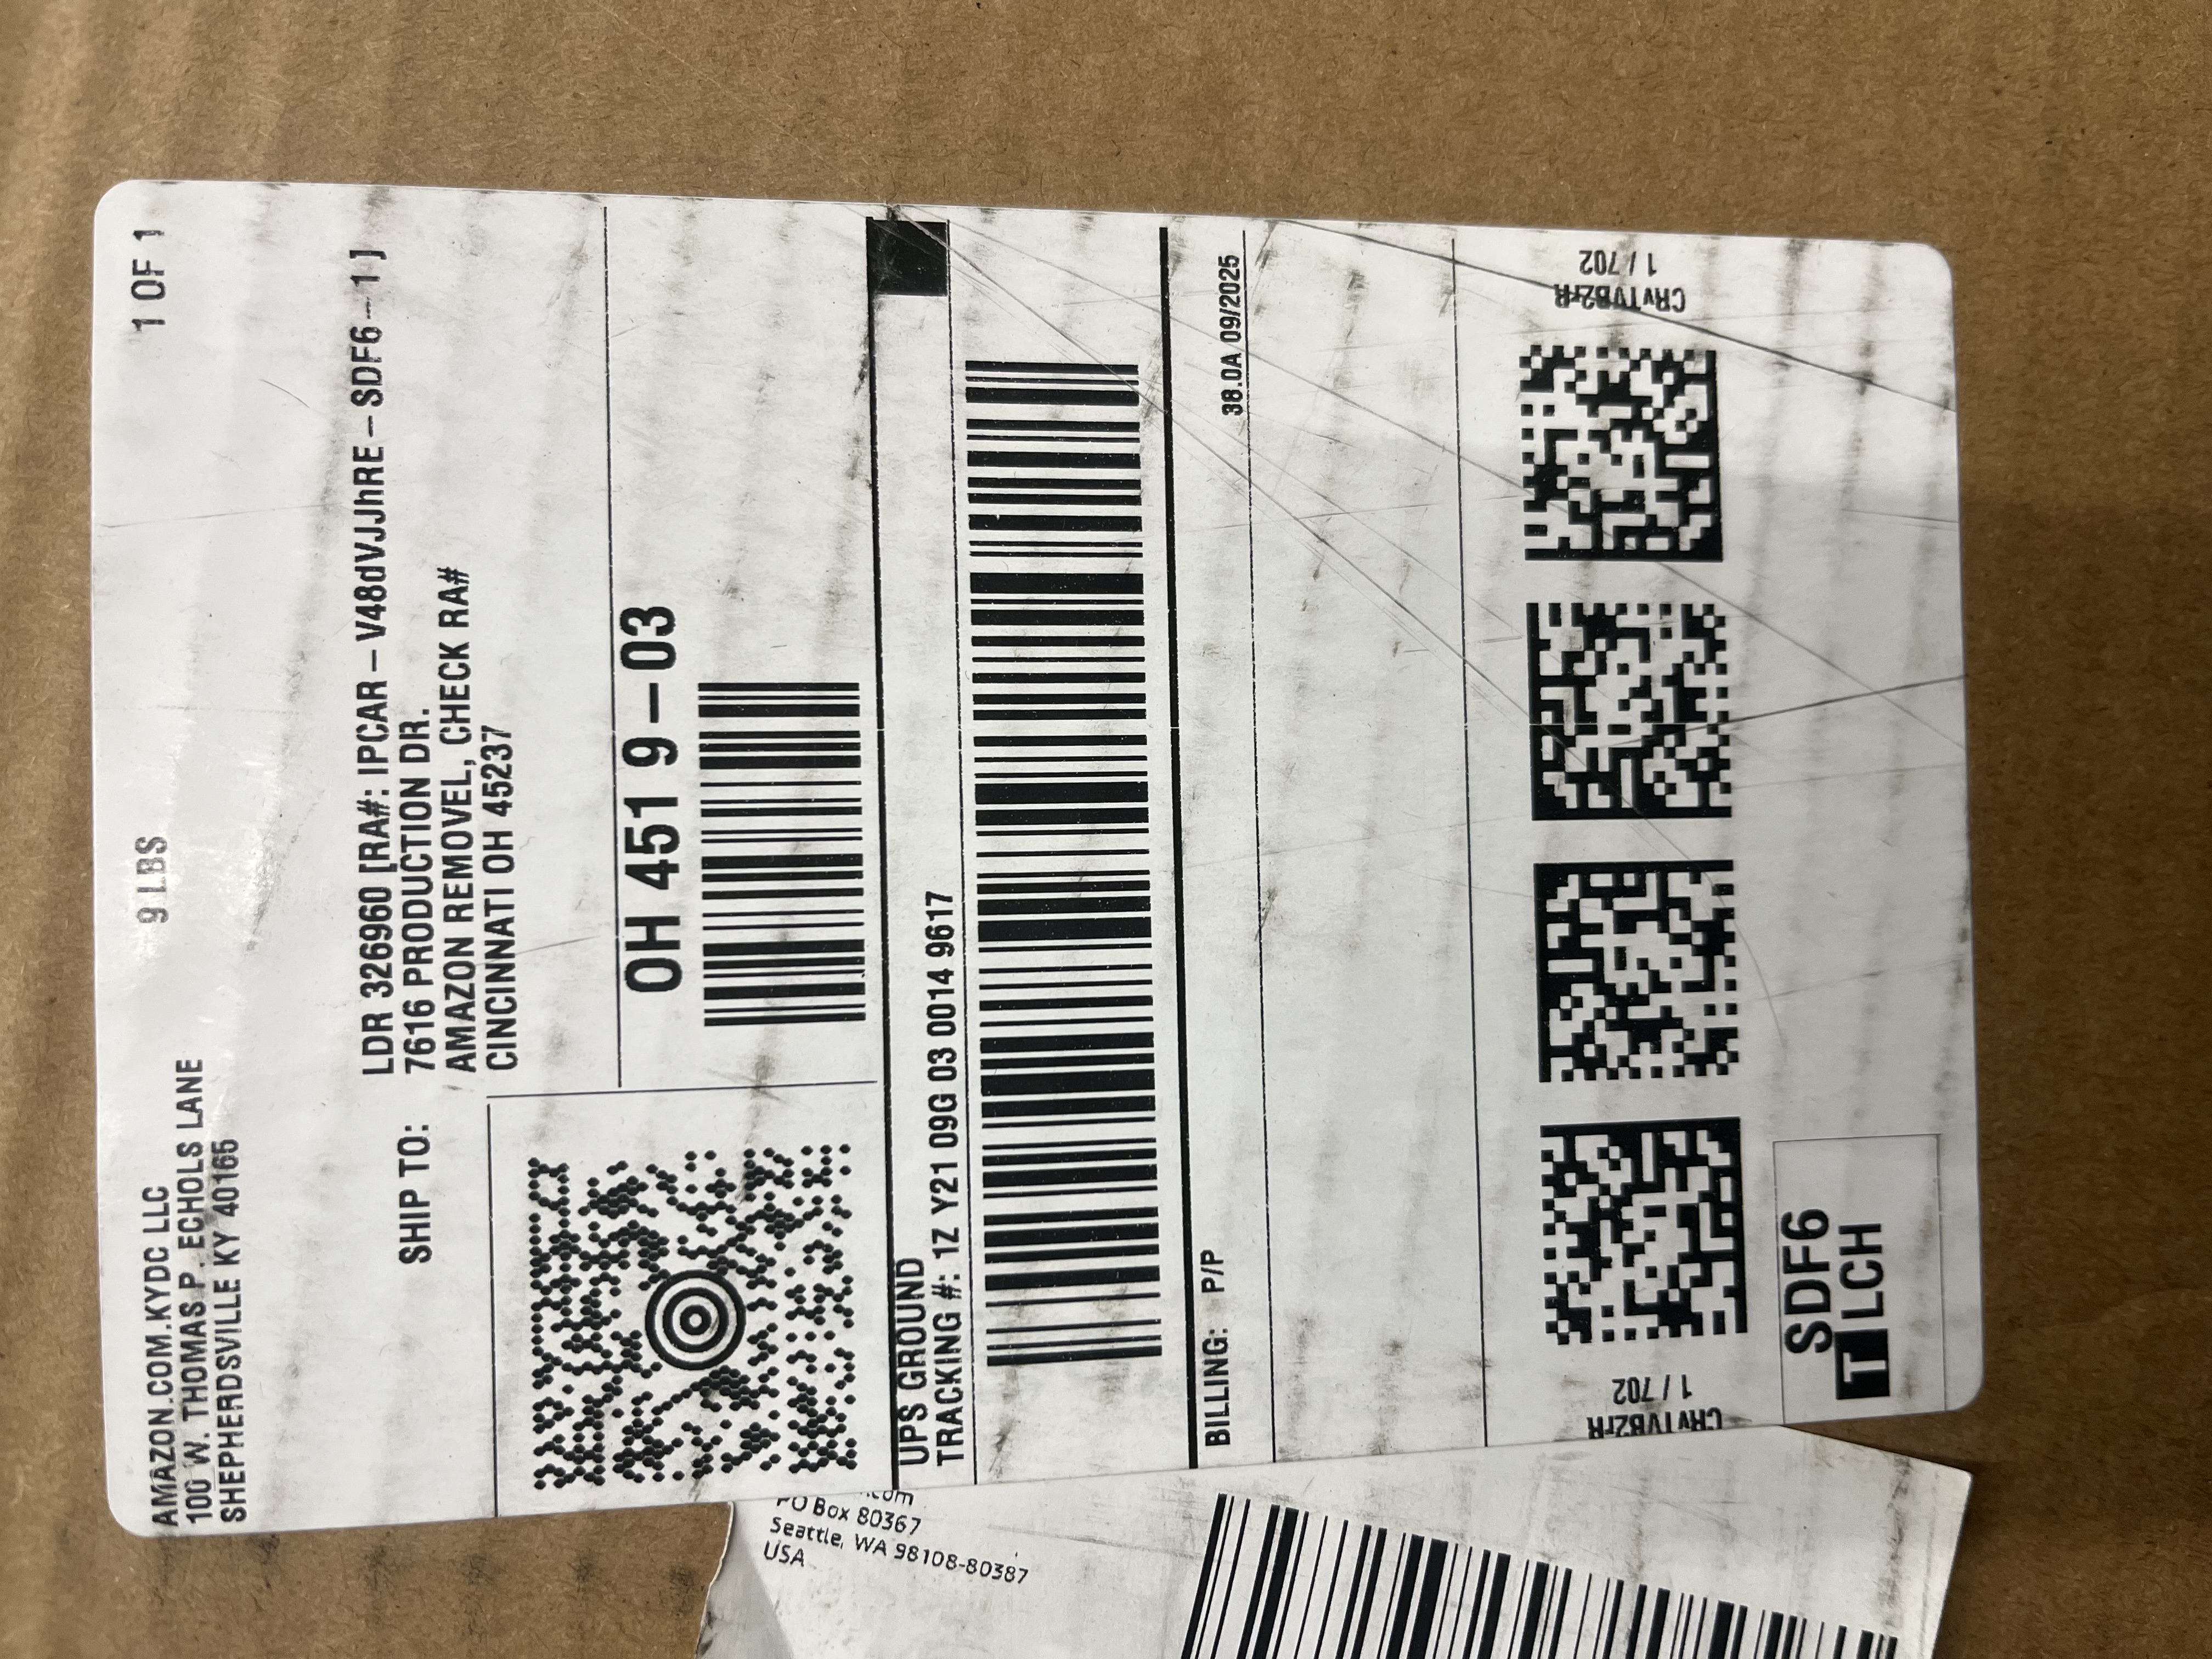 AMAZON.COM.KYDC LLC
100 W. THOMAS P. ECHOLS LANE
SHEPHERDSVILLE KY 40165
9 LBS
1 OF 1
SHIP TO:
LDR 326960 [RA#: IPCAR-V48dVJJhRE-SDF6-1]
7616 PRODUCTION DR.
AMAZON REMOVEL, CHECK RA#
CINCINNATI OH 45237
OH 451 9-03
UPS GROUND
TRACKING #: 1Z Y21 09G 03 0014 9617
BILLING: P/P
38.0A 09/2025
CRvTVB2rR
1 / 702
CRvTVB2rR
1 / 702
SDF6
T LCH
.com
PO Box 80367
Seattle, WA 98108-80387
USA